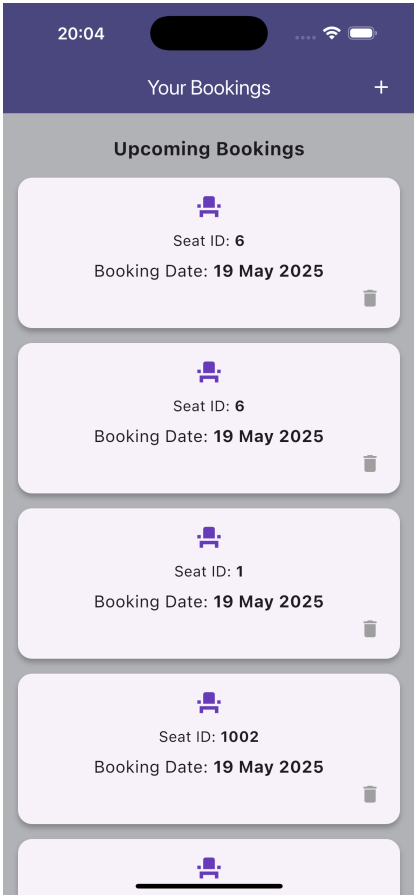 20:04
Your Bookings
Upcoming Bookings
Seat ID: 6
Booking Date: 19 May 2025
Seat ID: 6
Booking Date: 19 May 2025
Seat ID: 1
Booking Date: 19 May 2025
Seat ID: 1002
Booking Date: 19 May 2025